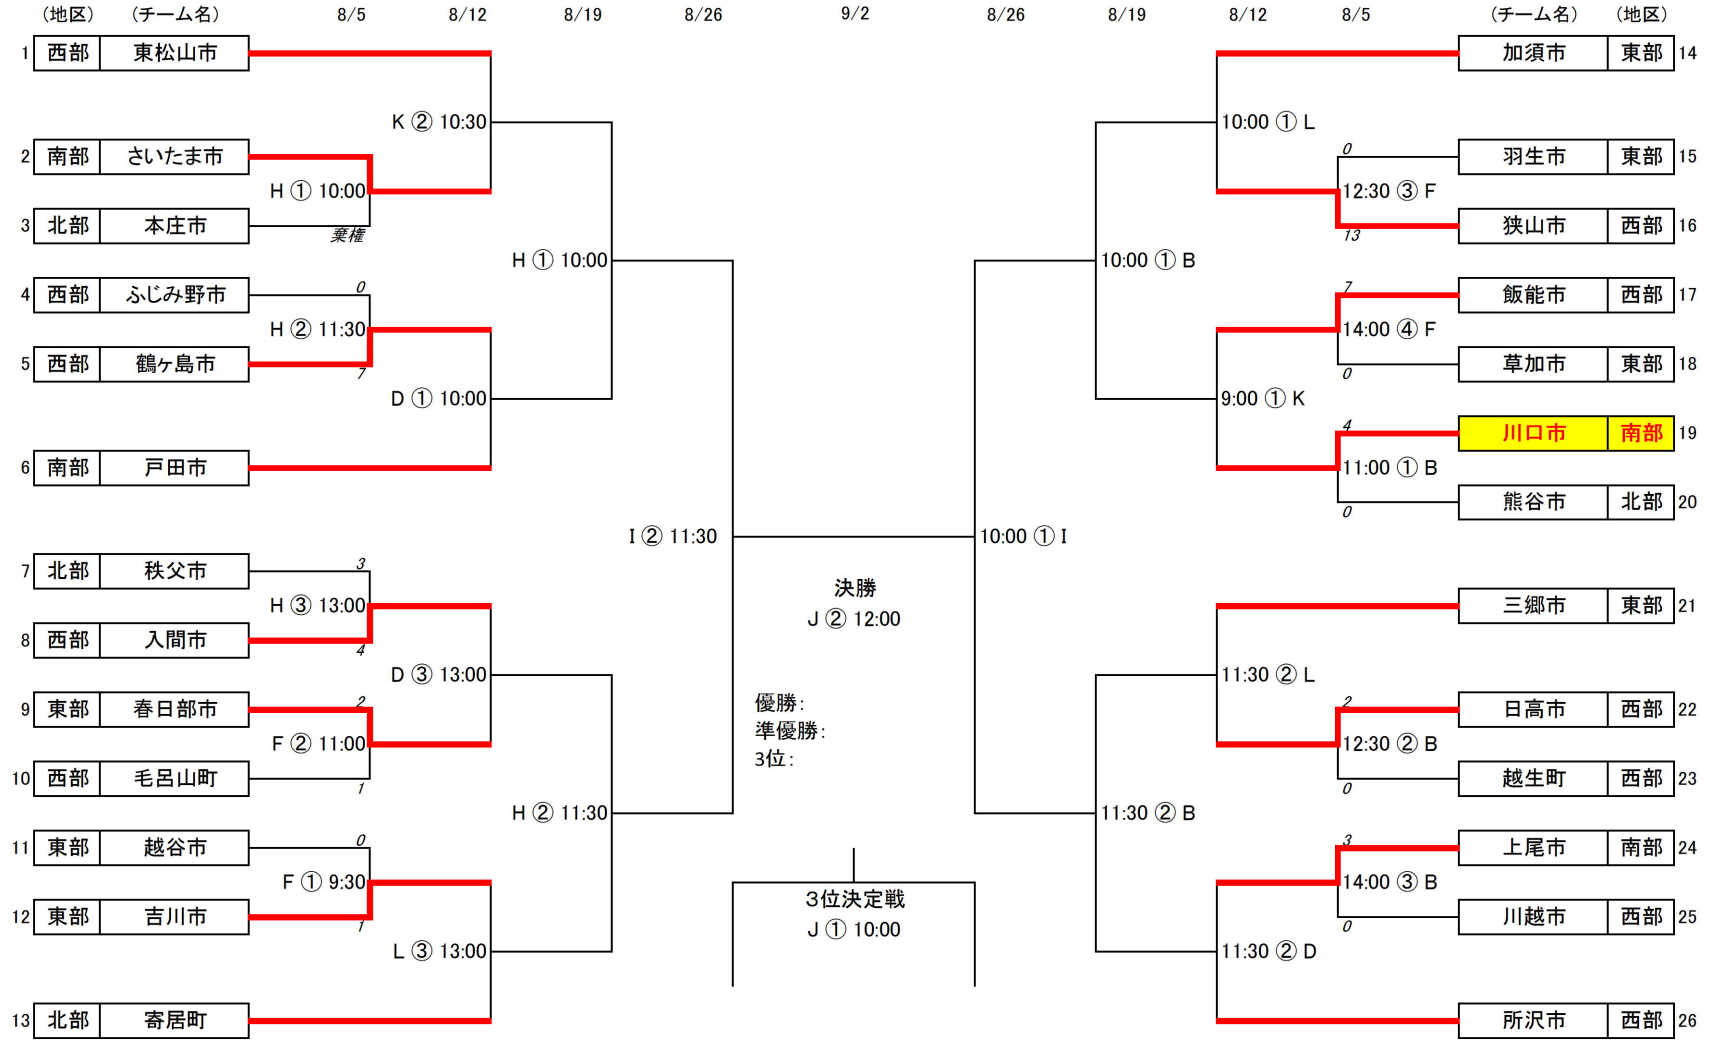 (地区) (チーム名) 8/5 8/12 8/19 8/26 9/2 8/26 8/19 8/12 8/5 (チーム名) (地区)
1 西部 東松山市 加須市 東部 14
K ② 10:30 10:00 ① L
2 南部 さいたま市 0 羽生市 東部 15
H ① 10:00 12:30 ③ F
3 北部 本庄市 棄権 13 狭山市 西部 16
H ① 10:00 10:00 ① B
4 西部 ふじみ野市 0 7 飯能市 西部 17
H ② 11:30 14:00 ④ F
5 西部 鶴ヶ島市 7 0 草加市 東部 18
D ① 10:00 9:00 ① K
4 川口市 南部 19
6 南部 戸田市 11:00 ① B
0 熊谷市 北部 20
I ② 11:30 10:00 ① I
7 北部 秩父市 3 決勝
H ③ 13:00 J ② 12:00 三郷市 東部 21
8 西部 入間市 4
D ③ 13:00 11:30 ② L
9 東部 春日部市 2 優勝: 2 日高市 西部 22
F ② 11:00 準優勝: 12:30 ② B
3位:
10 西部 毛呂山町 1 0 越生町 西部 23
H ② 11:30 11:30 ② B
11 東部 越谷市 0 3 上尾市 南部 24
F ① 9:30 3位決定戦 14:00 ③ B
12 東部 吉川市 1 J ① 10:00 0 川越市 西部 25
L ③ 13:00 11:30 ② D
13 北部 寄居町 所沢市 西部 26